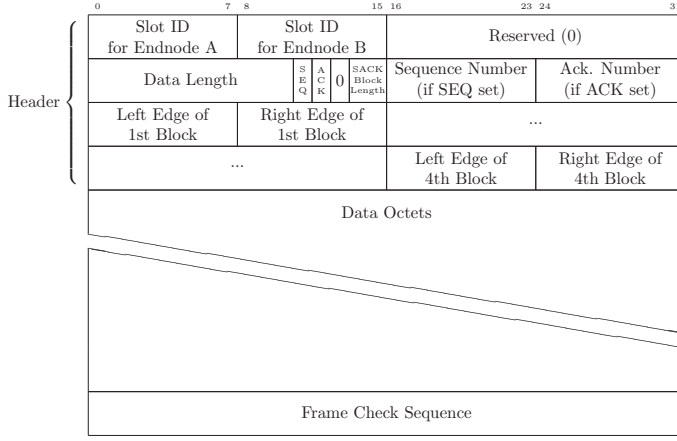 0 7 8 15 16 23 24 31
Slot ID
for Endnode A
Slot ID
for Endnode B
Reserved (0)
Header
Data Length
S
E
Q
A
C
K
0
SACK
Block
Length
Sequence Number
(if SEQ set)
Ack. Number
(if ACK set)
Left Edge of
1st Block
Right Edge of
1st Block
...
...
Left Edge of
4th Block
Right Edge of
4th Block
Data Octets
Frame Check Sequence